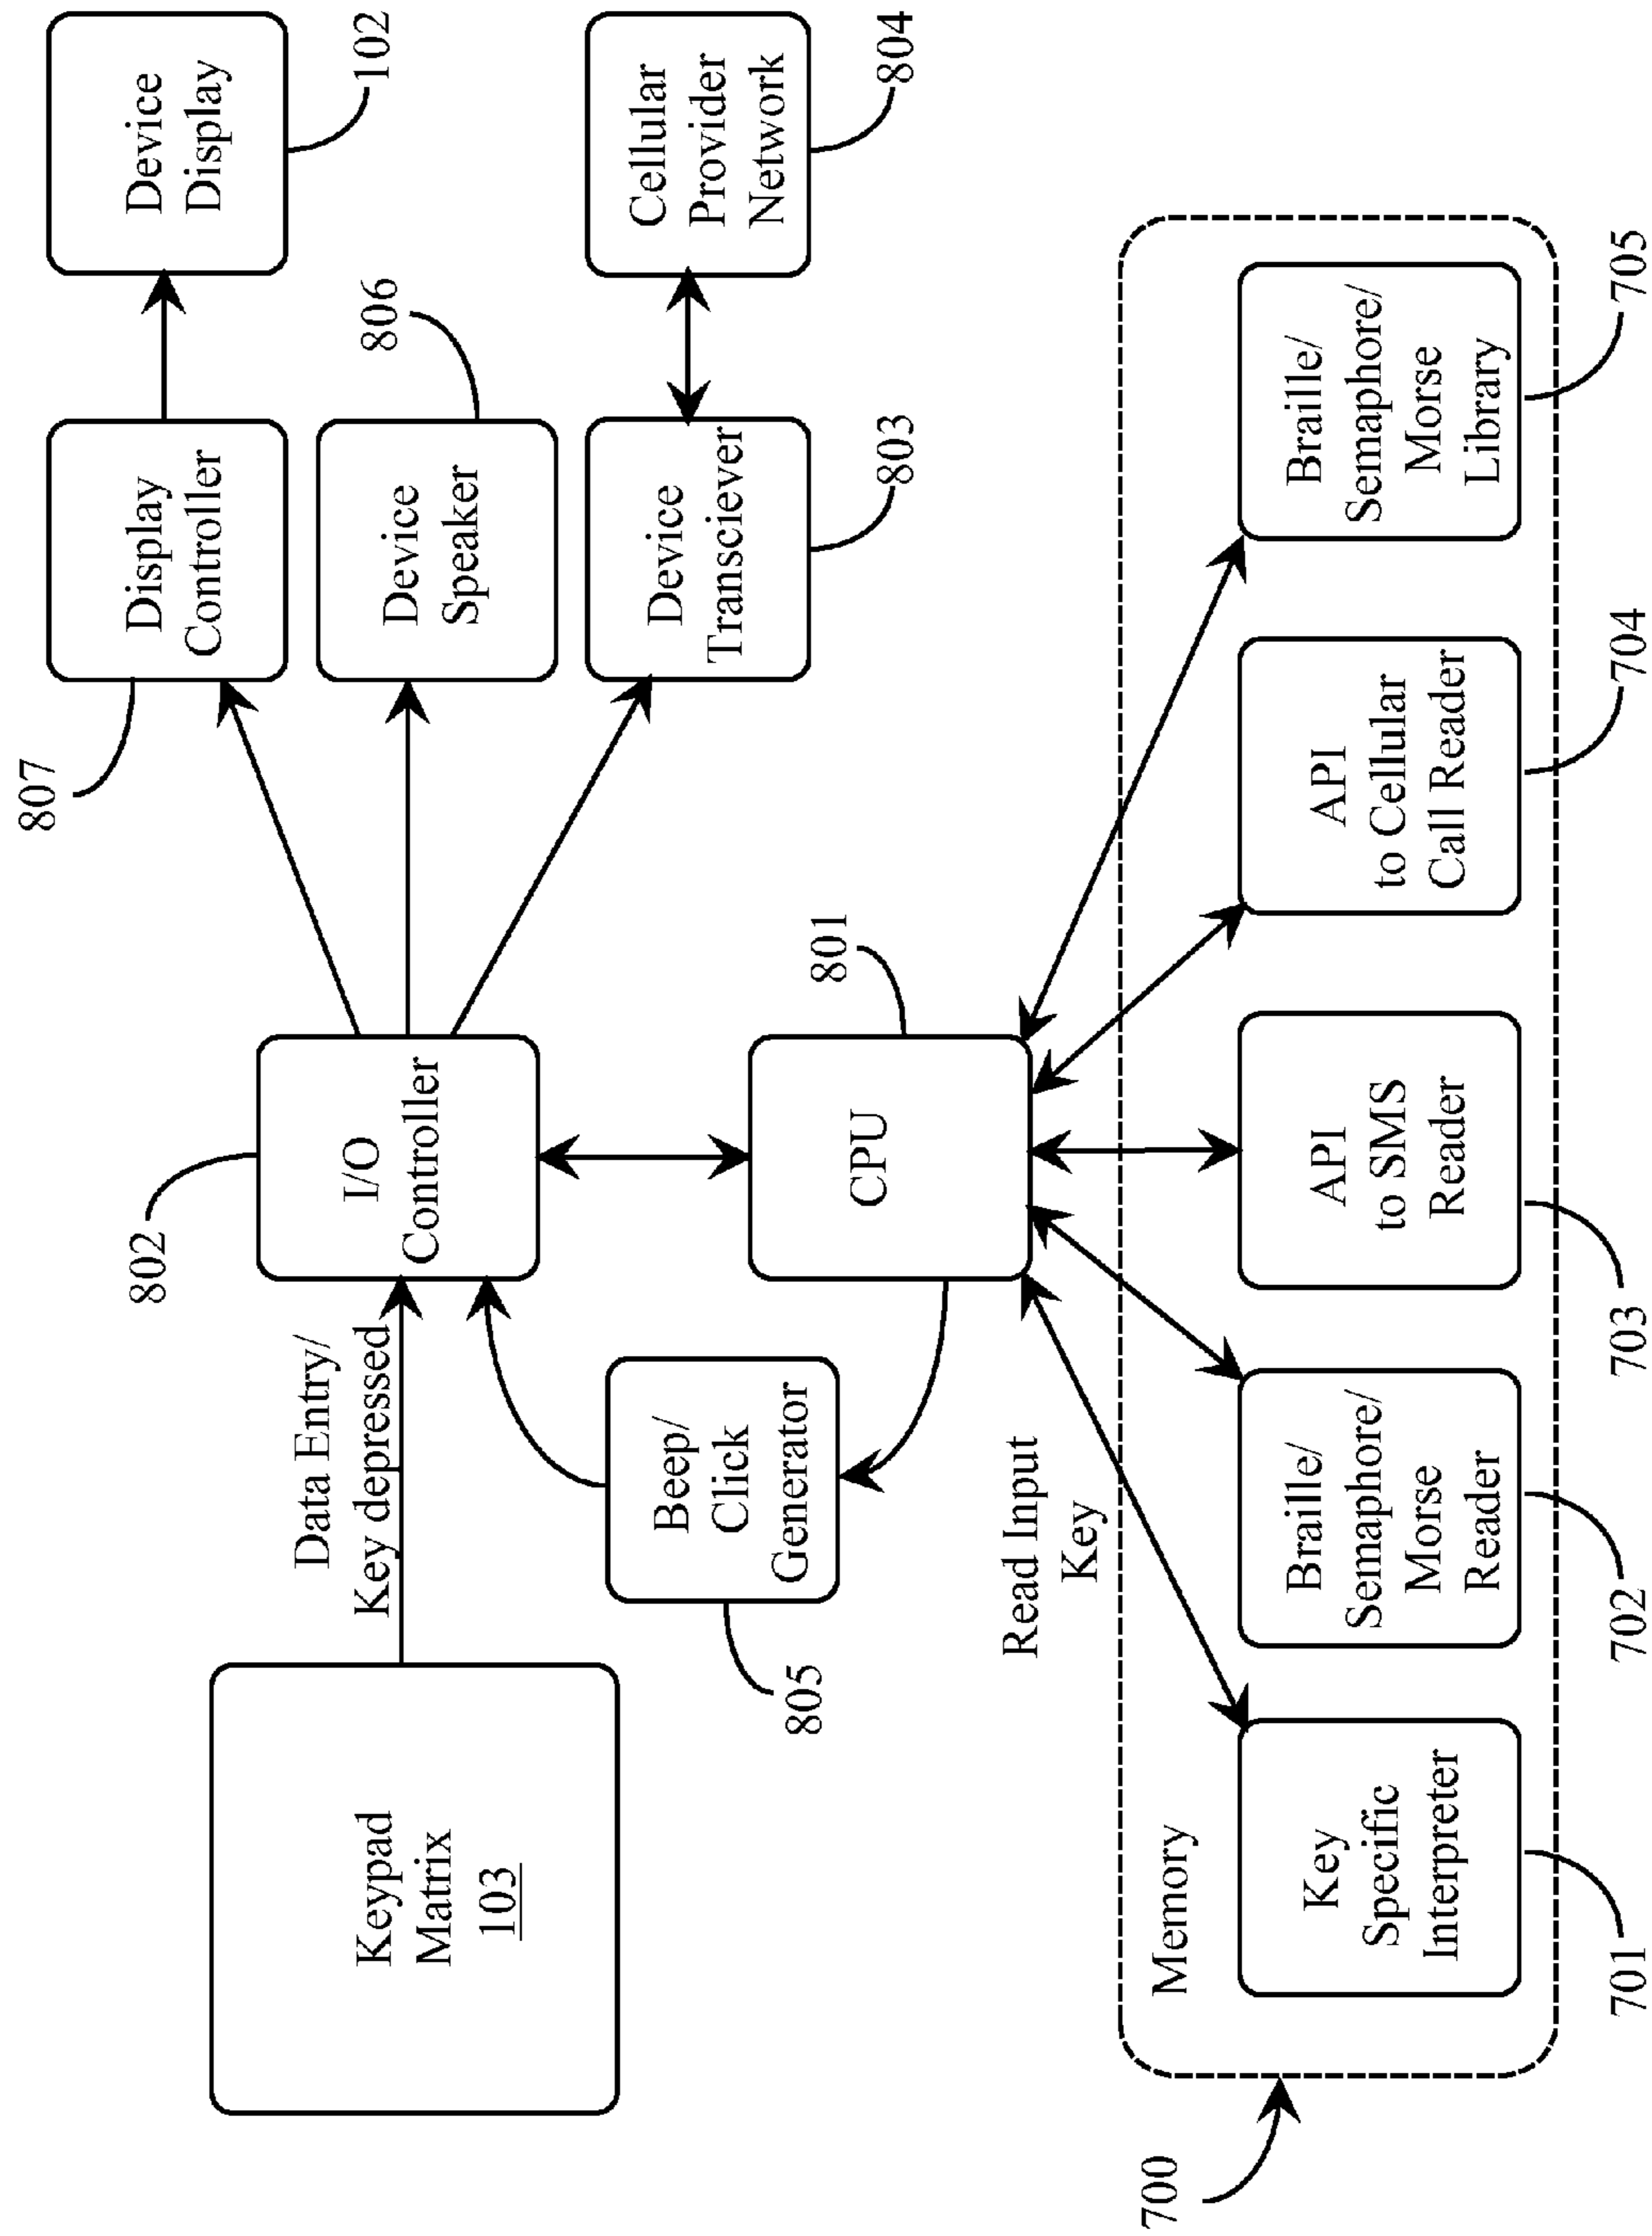 Keypad
Matrix
103
Data Entry/
Key depressed
802
I/O
Controller
807
Display
Controller
Device
Display
102
Device
Speaker
806
Device
Transciever
803
Cellular
Provider
Network
804
Beep/
Click
Generator
805
CPU
801
Read Input
Key
700
Memory
Key
Specific
Interpreter
701
Braille/
Semaphore/
Morse
Reader
702
API
to SMS
Reader
703
API
to Cellular
Call Reader
704
Braille/
Semaphore/
Morse
Library
705